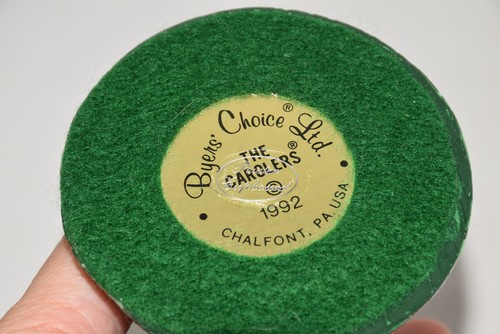 Byers' Choice® Ltd.
THE
CAROLERS®
©
1992
CHALFONT, PA. USA